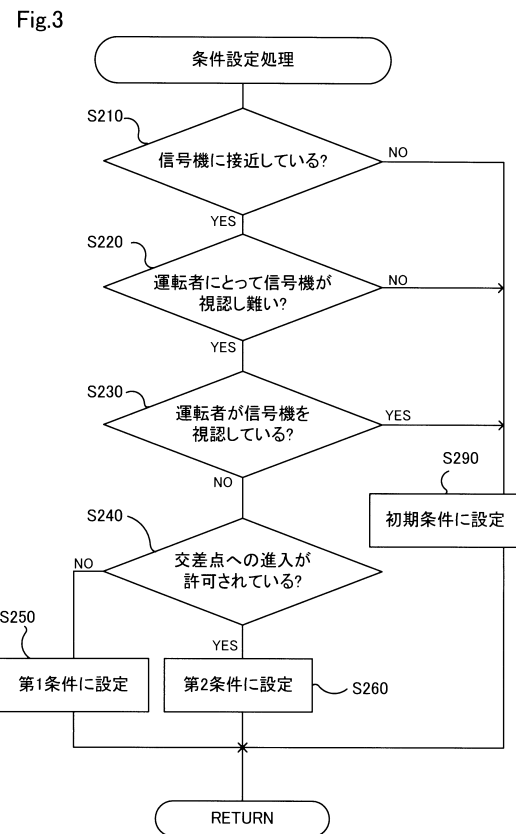 Fig.3
条件設定処理
S210
信号機に接近している?
NO
YES
S220
運転者にとって信号機が
視認し難い?
NO
YES
S230
運転者が信号機を
視認している?
YES
NO
S290
初期条件に設定
S240
交差点への進入が
許可されている?
NO
YES
S250
第1条件に設定
第2条件に設定
S260
RETURN